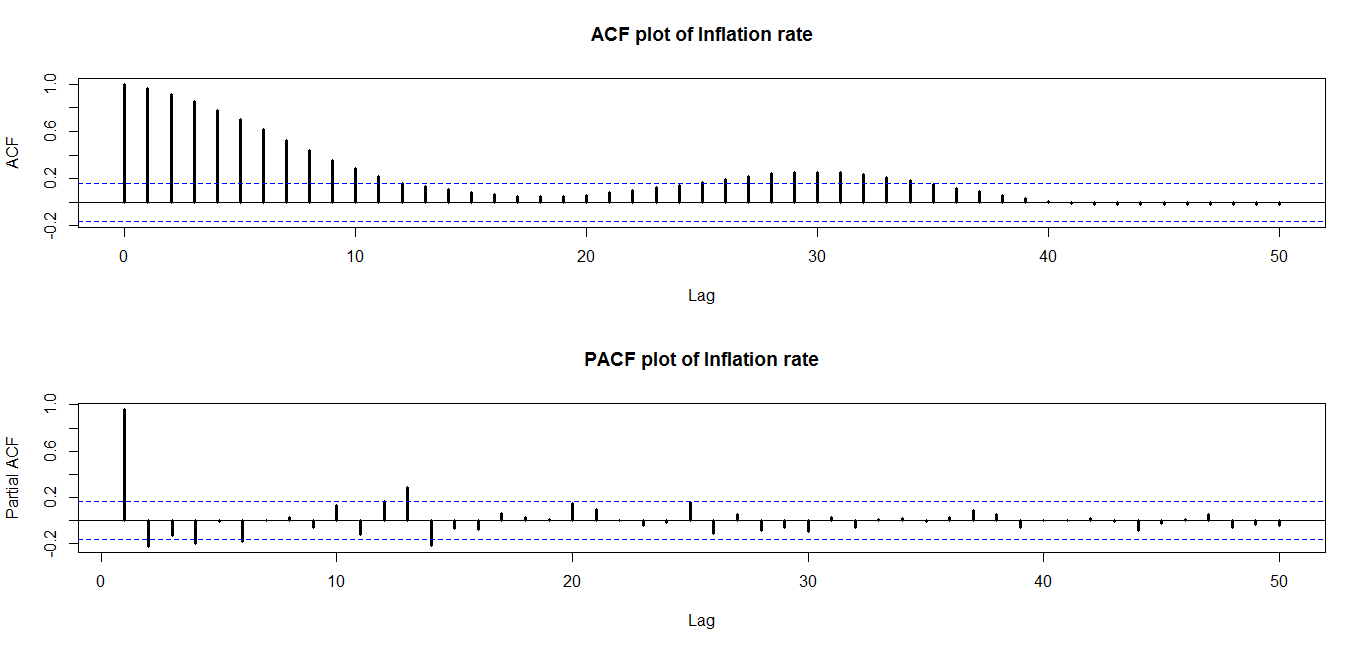 ACF plot of Inflation rate
ACF
1.0
0.6
0.2
-0.2
0 10 20 30 40 50
Lag
PACF plot of Inflation rate
Partial ACF
1.0
0.6
0.2
-0.2
0 10 20 30 40 50
Lag